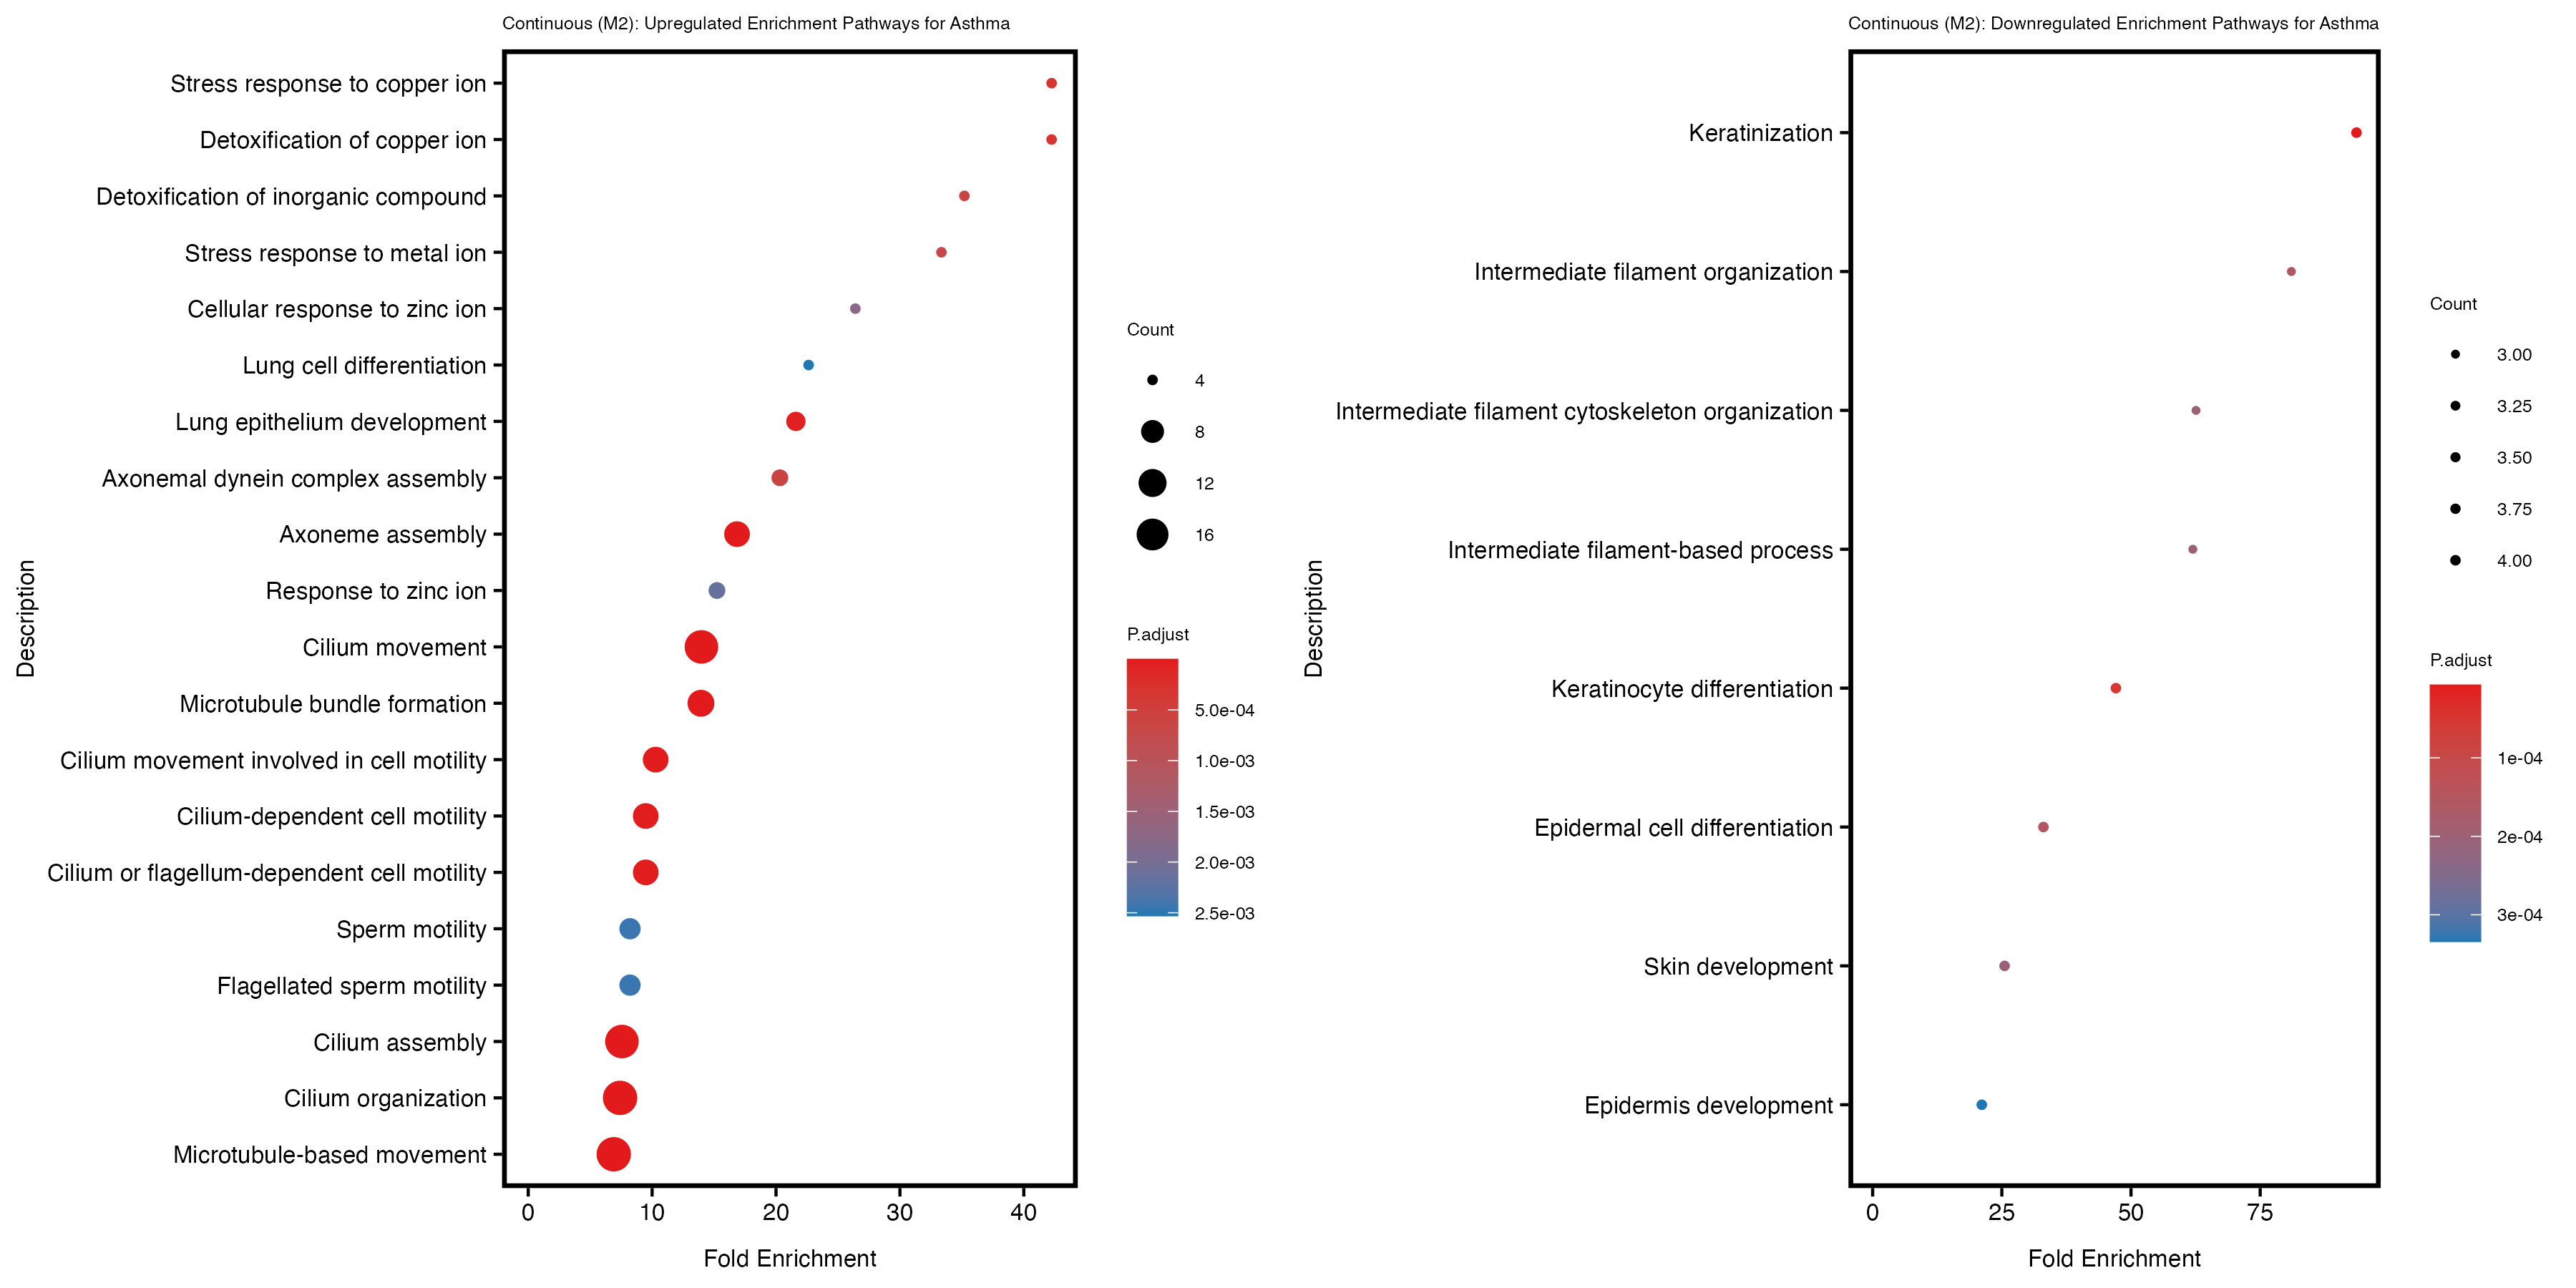 Continuous (M2): Upregulated Enrichment Pathways for Asthma
Description
Stress response to copper ion
Detoxification of copper ion
Detoxification of inorganic compound
Stress response to metal ion
Cellular response to zinc ion
Lung cell differentiation
Lung epithelium development
Axonemal dynein complex assembly
Axoneme assembly
Response to zinc ion
Cilium movement
Microtubule bundle formation
Cilium movement involved in cell motility
Cilium-dependent cell motility
Cilium or flagellum-dependent cell motility
Sperm motility
Flagellated sperm motility
Cilium assembly
Cilium organization
Microtubule-based movement
0 10 20 30 40
Fold Enrichment
Count
4
8
12
16
P.adjust
5.0e-04
1.0e-03
1.5e-03
2.0e-03
2.5e-03
Continuous (M2): Downregulated Enrichment Pathways for Asthma
Description
Keratinization
Intermediate filament organization
Intermediate filament cytoskeleton organization
Intermediate filament-based process
Keratinocyte differentiation
Epidermal cell differentiation
Skin development
Epidermis development
0 25 50 75
Fold Enrichment
Count
3.00
3.25
3.50
3.75
4.00
P.adjust
1e-04
2e-04
3e-04